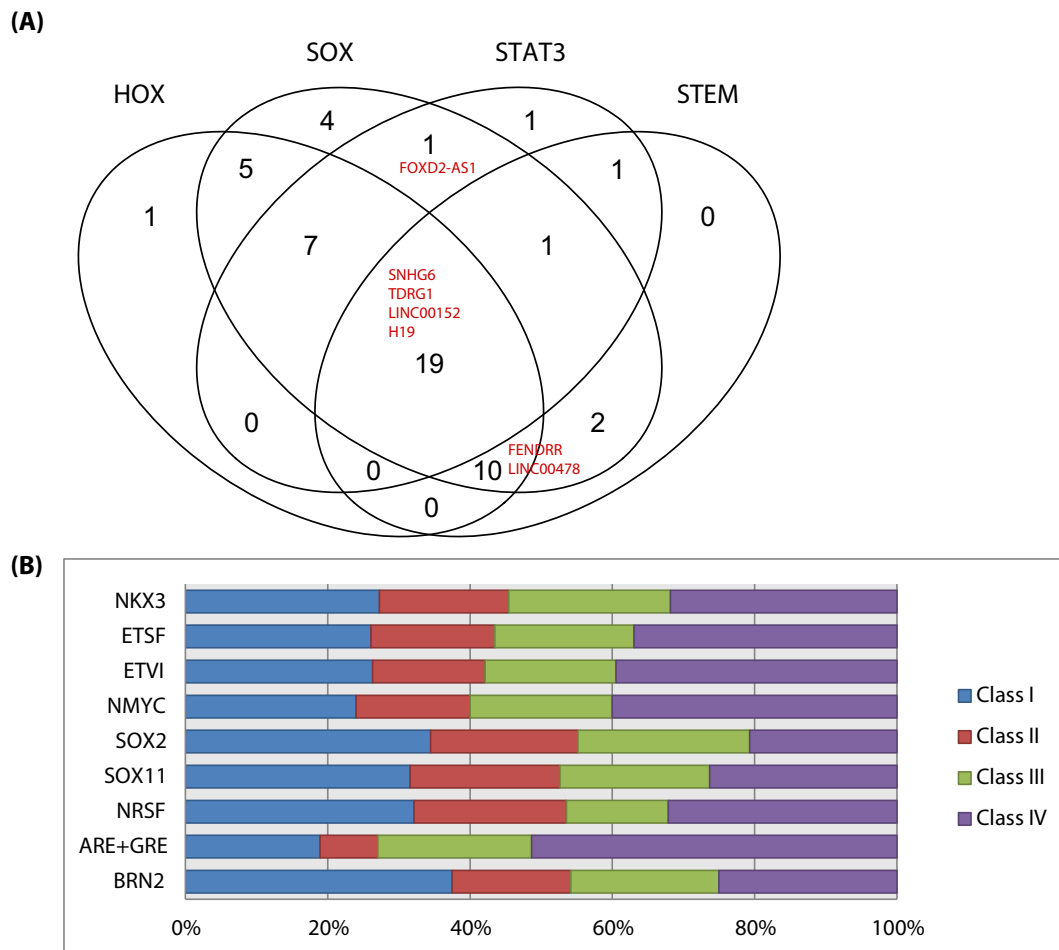 (A)
SOX
STAT3
HOX
STEM
4
1
1
FOXD2-AS1
5
1
1
0
7
1
SNHG6
TDRG1
LINC00152
H19
19
0
2
FENDRR
0
10
LINC00478
0
(B)
NKX3
ETSF
ETVI
NMYC
SOX2
SOX11
NRSF
ARE+GRE
BRN2
Class I
Class II
Class III
Class IV
0%
20%
40%
60%
80%
100%